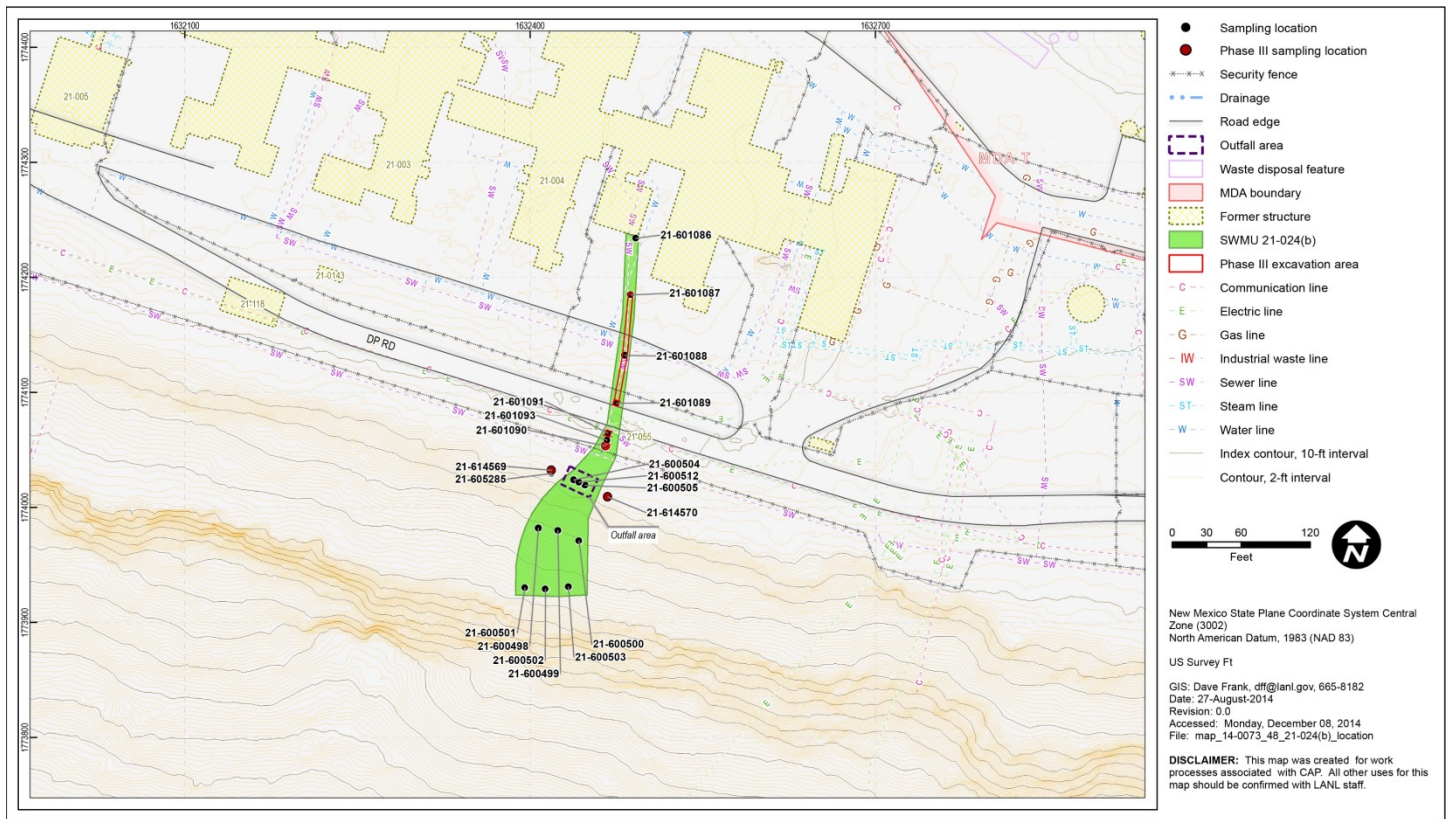 1632100
1632400
1632700
1774400
1774300
1774200
1774100
1774000
1773900
1773800
21-005
21-003
21-004
21-0143
21-118
21-055
MDA T
DP RD
21-601086
21-601087
21-601088
21-601089
21-601091
21-601093
21-601090
21-614569
21-605285
21-600504
21-600512
21-600505
21-614570
Outfall area
21-600501
21-600498
21-600502
21-600499
21-600500
21-600503
Sampling location
Phase III sampling location
Security fence
Drainage
Road edge
Outfall area
Waste disposal feature
MDA boundary
Former structure
SWMU 21-024(b)
Phase III excavation area
C Communication line
E Electric line
G Gas line
IW Industrial waste line
SW Sewer line
ST Steam line
W Water line
Index contour, 10-ft interval
Contour, 2-ft interval
0 30 60 120
Feet
N
New Mexico State Plane Coordinate System Central
Zone (3002)
North American Datum, 1983 (NAD 83)
US Survey Ft
GIS: Dave Frank, dff@lanl.gov, 665-8182
Date: 27-August-2014
Revision: 0.0
Accessed: Monday, December 08, 2014
File: map_14-0073_48_21-024(b)_location
DISCLAIMER: This map was created for work
processes associated with CAP. All other uses for this
map should be confirmed with LANL staff.